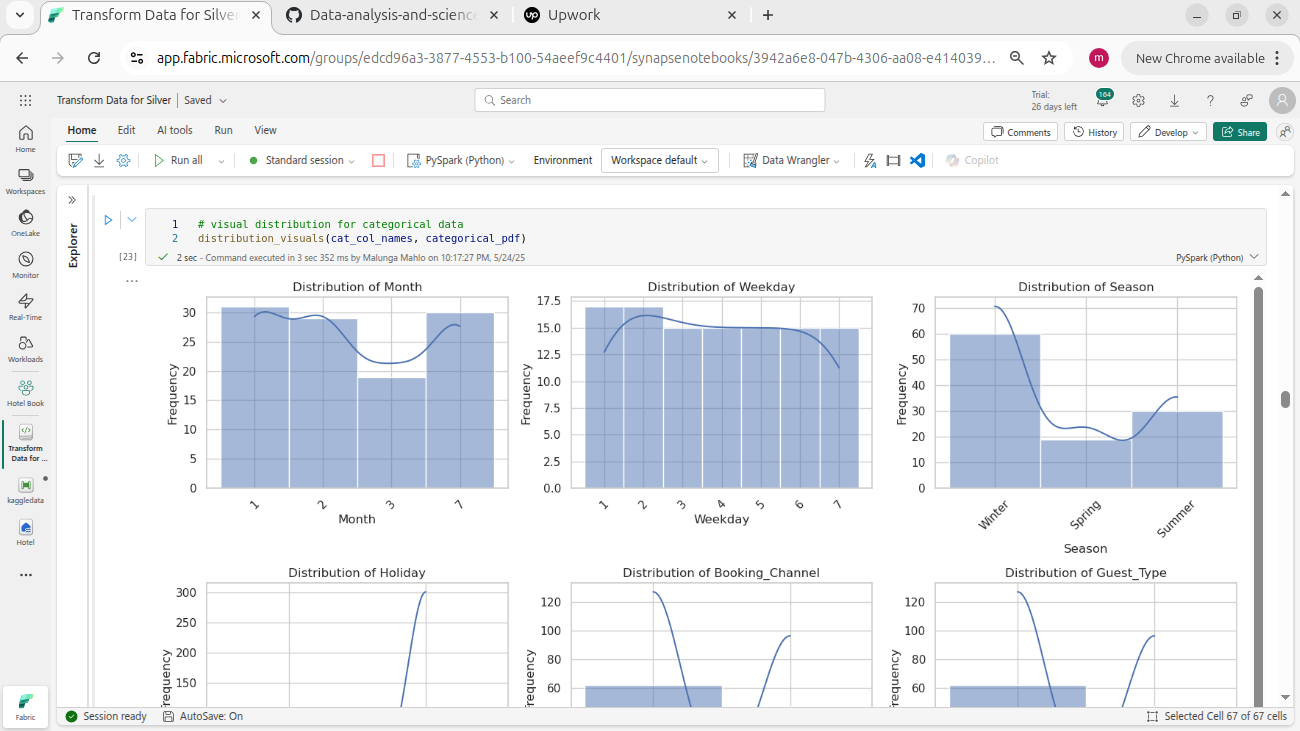 Transform Data for Silver
Data-analysis-and-science
Upwork
app.fabric.microsoft.com/groups/edcd96a3-3877-4553-b100-54aeef9c4401/synapsenotebooks/3942a6e8-047b-4306-aa08-e414039...
m
New Chrome available
Transform Data for Silver | Saved
Search
Trial:
26 days left
164
Home
Edit
AI tools
Run
View
Comments
History
Develop
Share
Run all
Standard session
PySpark (Python)
Environment
Workspace default
Data Wrangler
Copilot
Home
Workspaces
OneLake
Monitor
Real-Time
Workloads
Hotel Book
Transform
Data for ...
kaggledata
Hotel
Fabric
Explorer
1 # visual distribution for categorical data
2 distribution_visuals(cat_col_names, categorical_pdf)
[23]
2 sec - Command executed in 3 sec 352 ms by Malunga Mahlo on 10:17:27 PM, 5/24/25
PySpark (Python)
Distribution of Month
30
25
20
15
10
5
0
Frequency
1 2 3 7
Month
Distribution of Weekday
17.5
15.0
12.5
10.0
7.5
5.0
2.5
0.0
Frequency
1 2 3 4 5 6 7
Weekday
Distribution of Season
70
60
50
40
30
20
10
0
Frequency
Winter Spring Summer
Season
Distribution of Holiday
300
250
200
150
Frequency
Distribution of Booking_Channel
120
100
80
60
Frequency
Distribution of Guest_Type
120
100
80
60
Frequency
Session ready
AutoSave: On
Selected Cell 67 of 67 cells